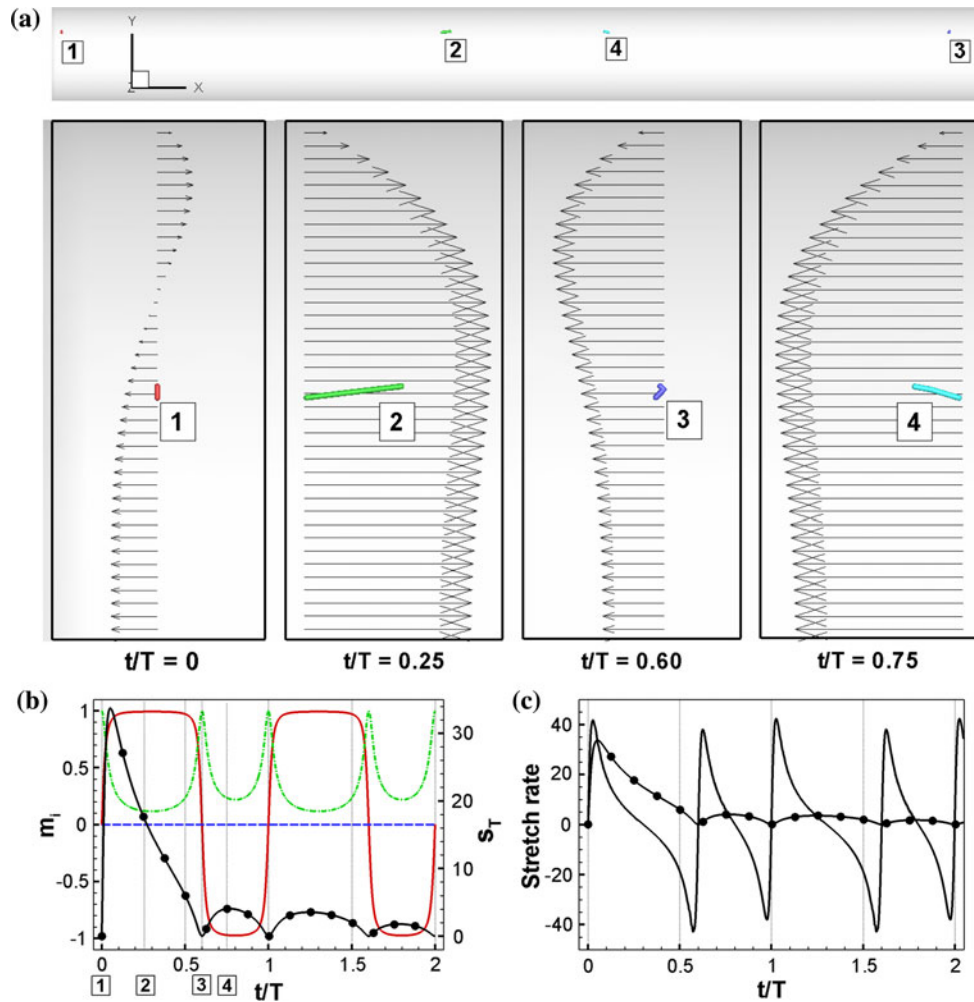 (a)
Y
1 2 4 3
Z X
1 2 3 4
t/T = 0 t/T = 0.25 t/T = 0.60 t/T = 0.75
(b) (c)
1 0.5 0 -0.5 -1
m_i
30 20 10 0
s_T
0 0.5 1 1.5 2
1 2 3 4 t/T
40 20 0 -20 -40
Stretch rate
0 0.5 1 1.5 2
t/T